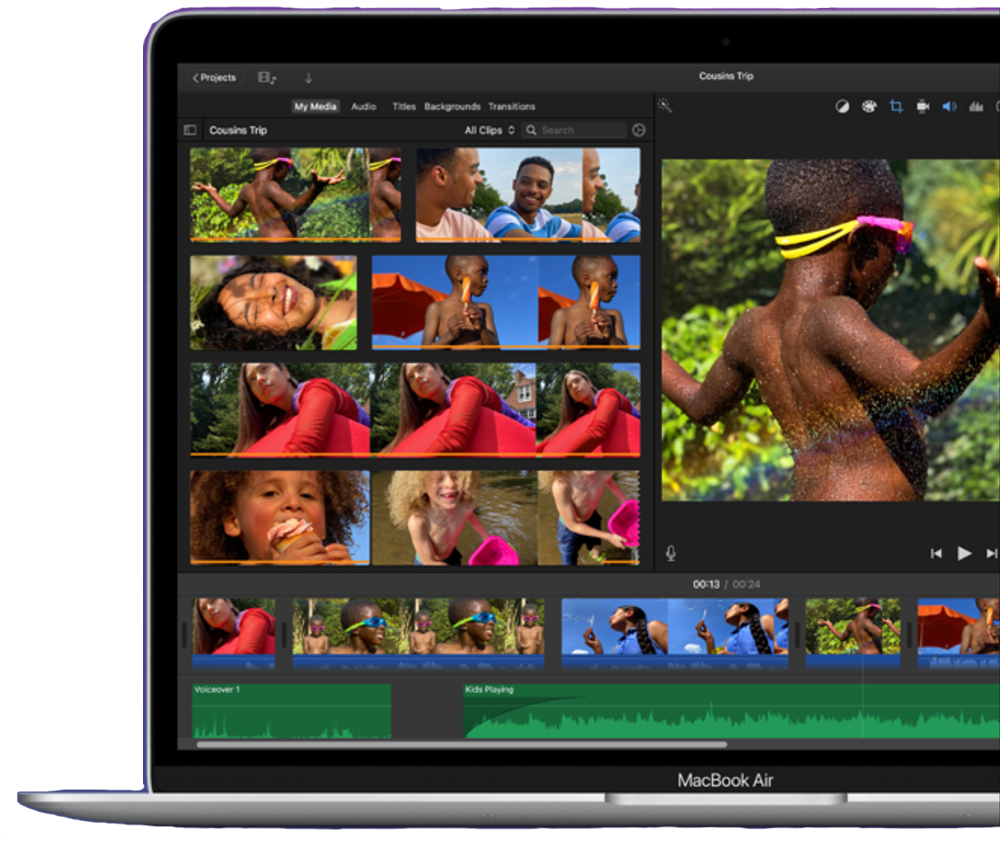 Projects
Cousins Trip
My Media Audio Titles Backgrounds Transitions
Cousins Trip All Clips Search
00:13 / 00:24
Voiceover 1 Kids Playing
MacBook Air